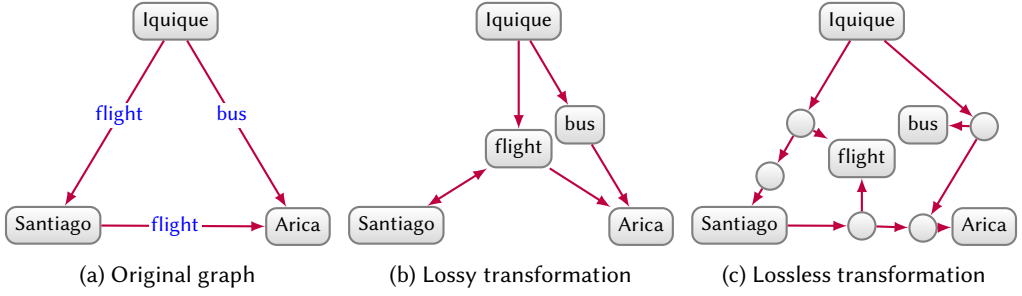 Iquique
flight
bus
Santiago
flight
Arica
(a) Original graph
Iquique
bus
flight
Santiago
Arica
(b) Lossy transformation
Iquique
bus
flight
Santiago
Arica
(c) Lossless transformation